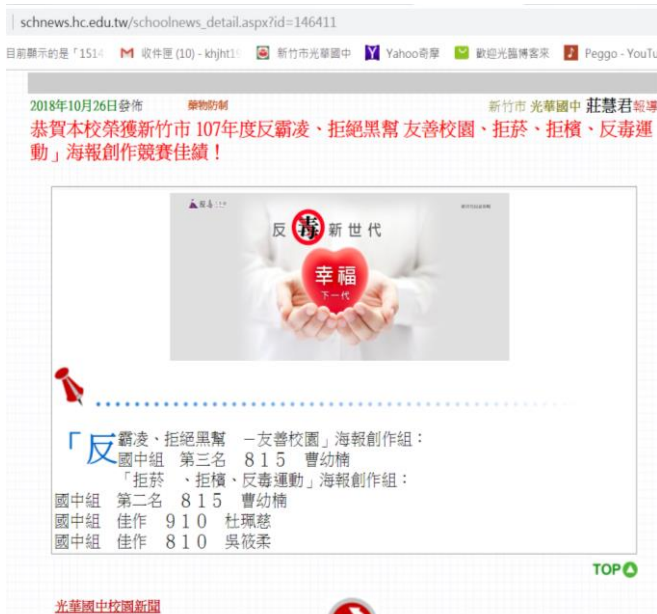 schnews.hc.edu.tw/schoolnews_detail.aspx?id=146411
目前顯示的是「1514 收件匣 (10) - khjht1 新竹市光華國中 Yahoo奇摩 歡迎光臨博客來 Peggo - YouTu
2018年10月26日發佈 藥物防制 新竹市 光華國中 莊慧君報導
恭賀本校榮獲新竹市 107年度反霸凌、拒絕黑幫 友善校園、拒菸、拒檳、反毒運
動」海報創作競賽佳績！
反毒新世代
幸福
下一代
「反霸凌、拒絕黑幫 －友善校園」海報創作組：
國中組 第三名 ８１５ 曹幼楠
「拒菸 、拒檳、反毒運動」海報創作組：
國中組 第二名 ８１５ 曹幼楠
國中組 佳作 ９１０ 杜珮慈
國中組 佳作 ８１０ 吳筱柔
TOP
光華國中校園新聞